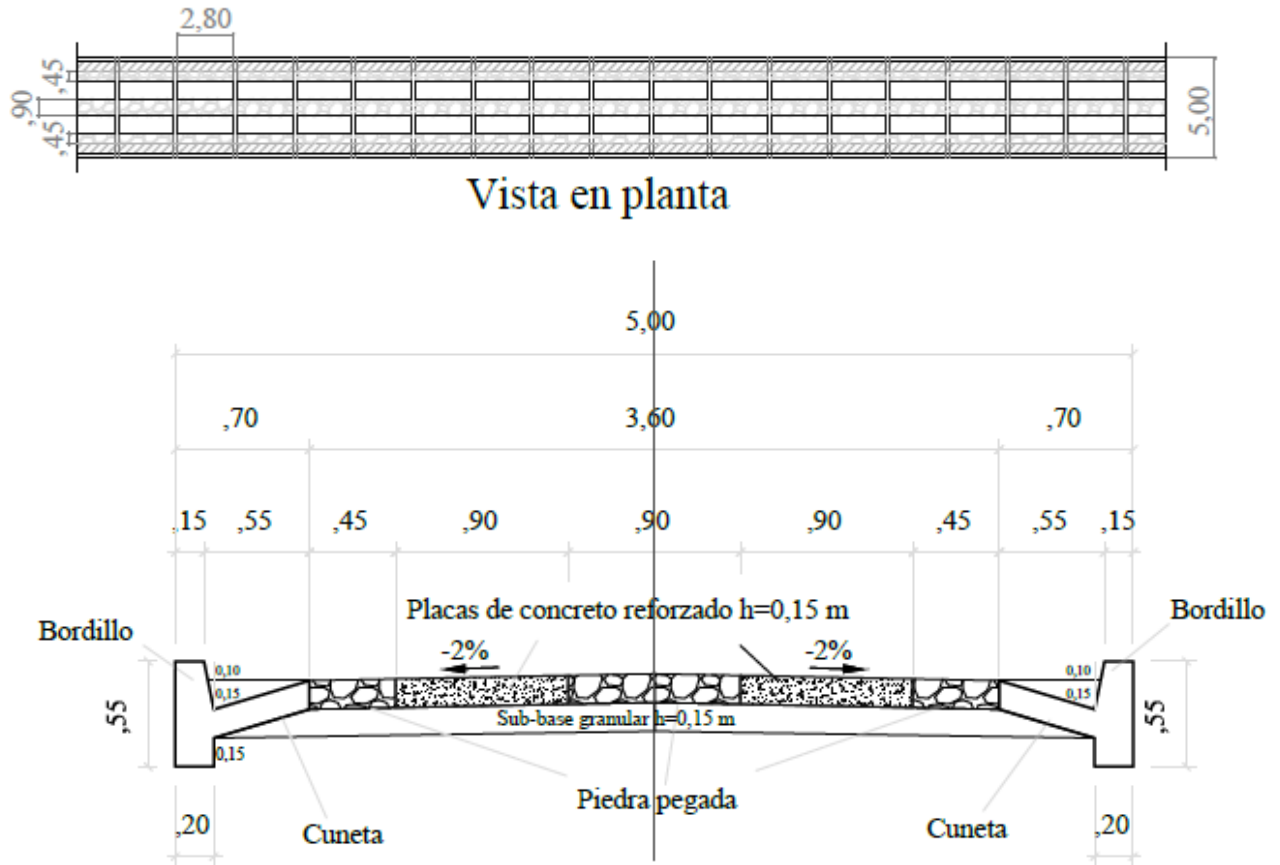 2,80
,45
,90
,45
5,00
Vista en planta
5,00
,70 3,60 ,70
,15 ,55 ,45 ,90 ,90 ,90 ,45 ,55 ,15
Placas de concreto reforzado h=0,15 m
Bordillo Bordillo
-2% -2%
0,10 0,10
0,15 0,15
,55 ,55
Sub-base granular h=0,15 m
0,15
Piedra pegada
,20 Cuneta Cuneta ,20